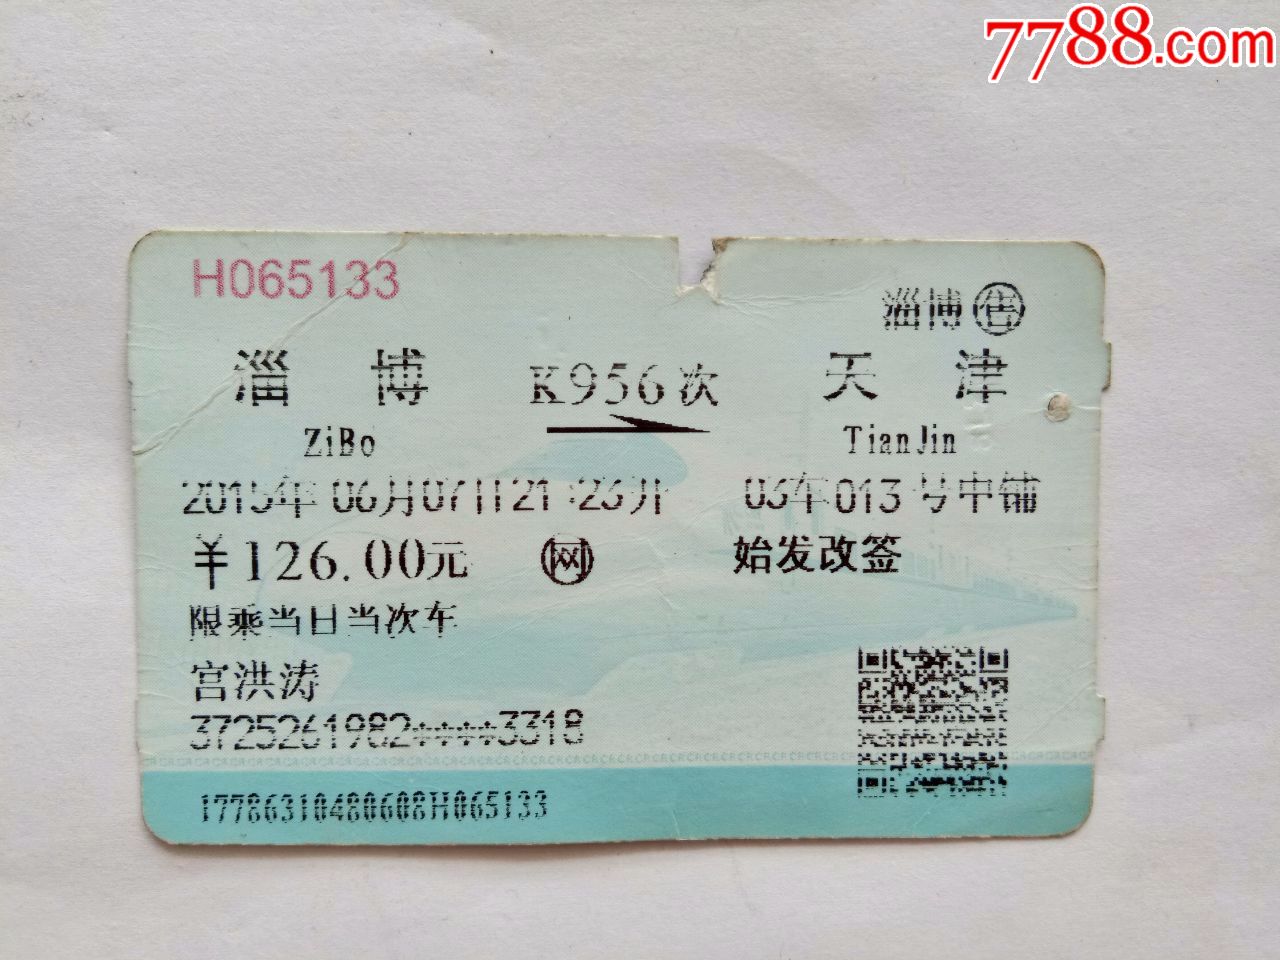 7788.com
H065133
淄博售
淄博 K956次 天津
ZiBo TianJin
2015年06月07日21:23开 03车013号中铺
￥126.00元 网 始发改签
限乘当日当次车
宫洪涛
3725261982****3318
17786310480608H065133